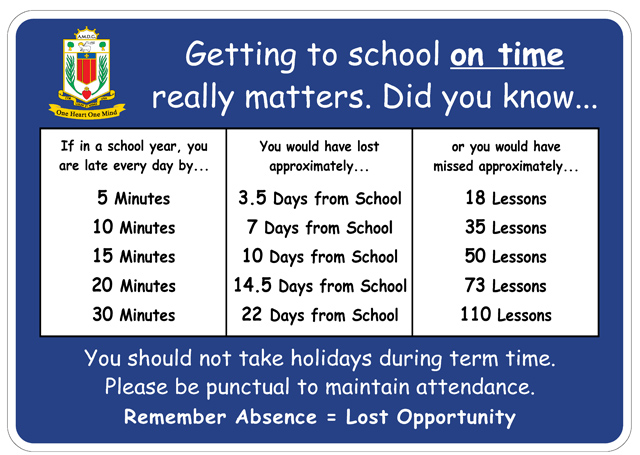 A.M.D.G.
One Heart One Mind
Getting to school on time
really matters. Did you know...
If in a school year, you
are late every day by...
You would have lost
approximately...
or you would have
missed approximately...
5 Minutes 3.5 Days from School 18 Lessons
10 Minutes 7 Days from School 35 Lessons
15 Minutes 10 Days from School 50 Lessons
20 Minutes 14.5 Days from School 73 Lessons
30 Minutes 22 Days from School 110 Lessons
You should not take holidays during term time.
Please be punctual to maintain attendance.
Remember Absence = Lost Opportunity